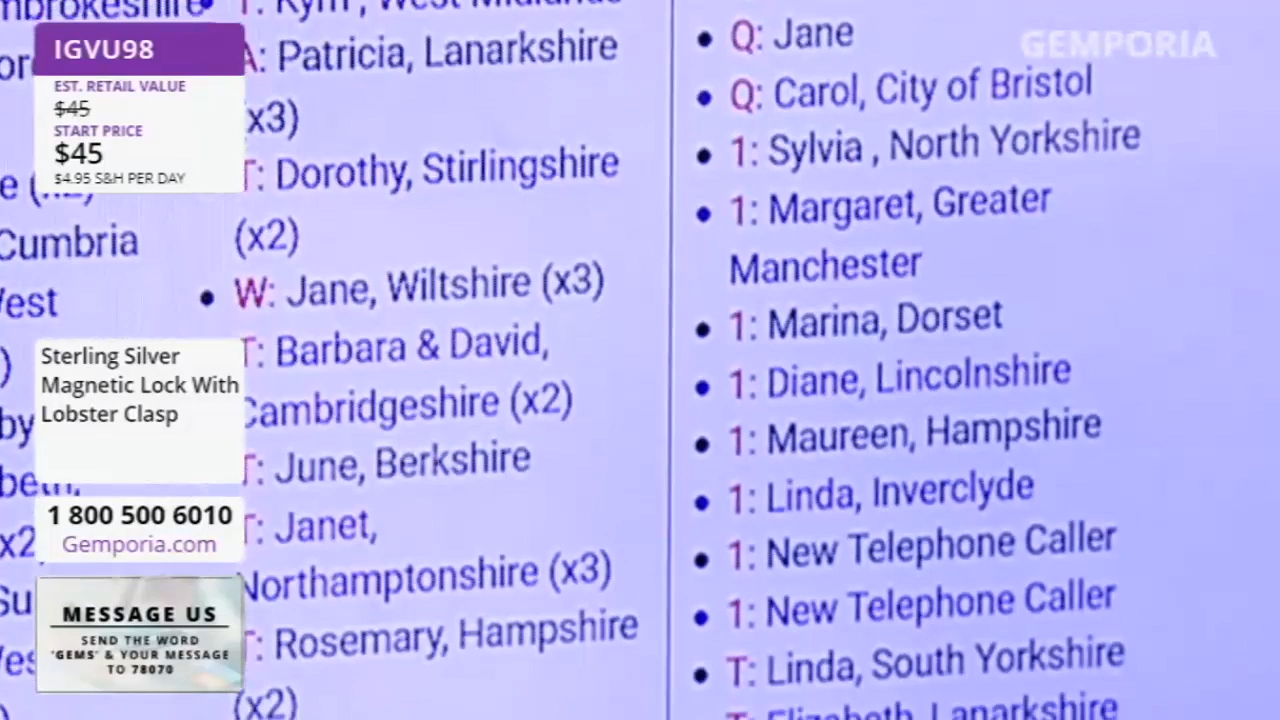 GEMPORIA
IGVU98
EST. RETAIL VALUE
$45
START PRICE
$45
$4.95 S&H PER DAY
Sterling Silver
Magnetic Lock With
Lobster Clasp
1 800 500 6010
Gemporia.com
MESSAGE US
SEND THE WORD
'GEMS' & YOUR MESSAGE
TO 78070
Cumbria
A: Patricia, Lanarkshire
(x3)
T: Dorothy, Stirlingshire
(x2)
• W: Jane, Wiltshire (x3)
T: Barbara & David,
Cambridgeshire (x2)
T: June, Berkshire
T: Janet,
Northamptonshire (x3)
T: Rosemary, Hampshire
(x2)
• Q: Jane
• Q: Carol, City of Bristol
• 1: Sylvia , North Yorkshire
• 1: Margaret, Greater
Manchester
• 1: Marina, Dorset
• 1: Diane, Lincolnshire
• 1: Maureen, Hampshire
• 1: Linda, Inverclyde
• 1: New Telephone Caller
• 1: New Telephone Caller
• T: Linda, South Yorkshire
T: Elizabeth, Lanarkshire